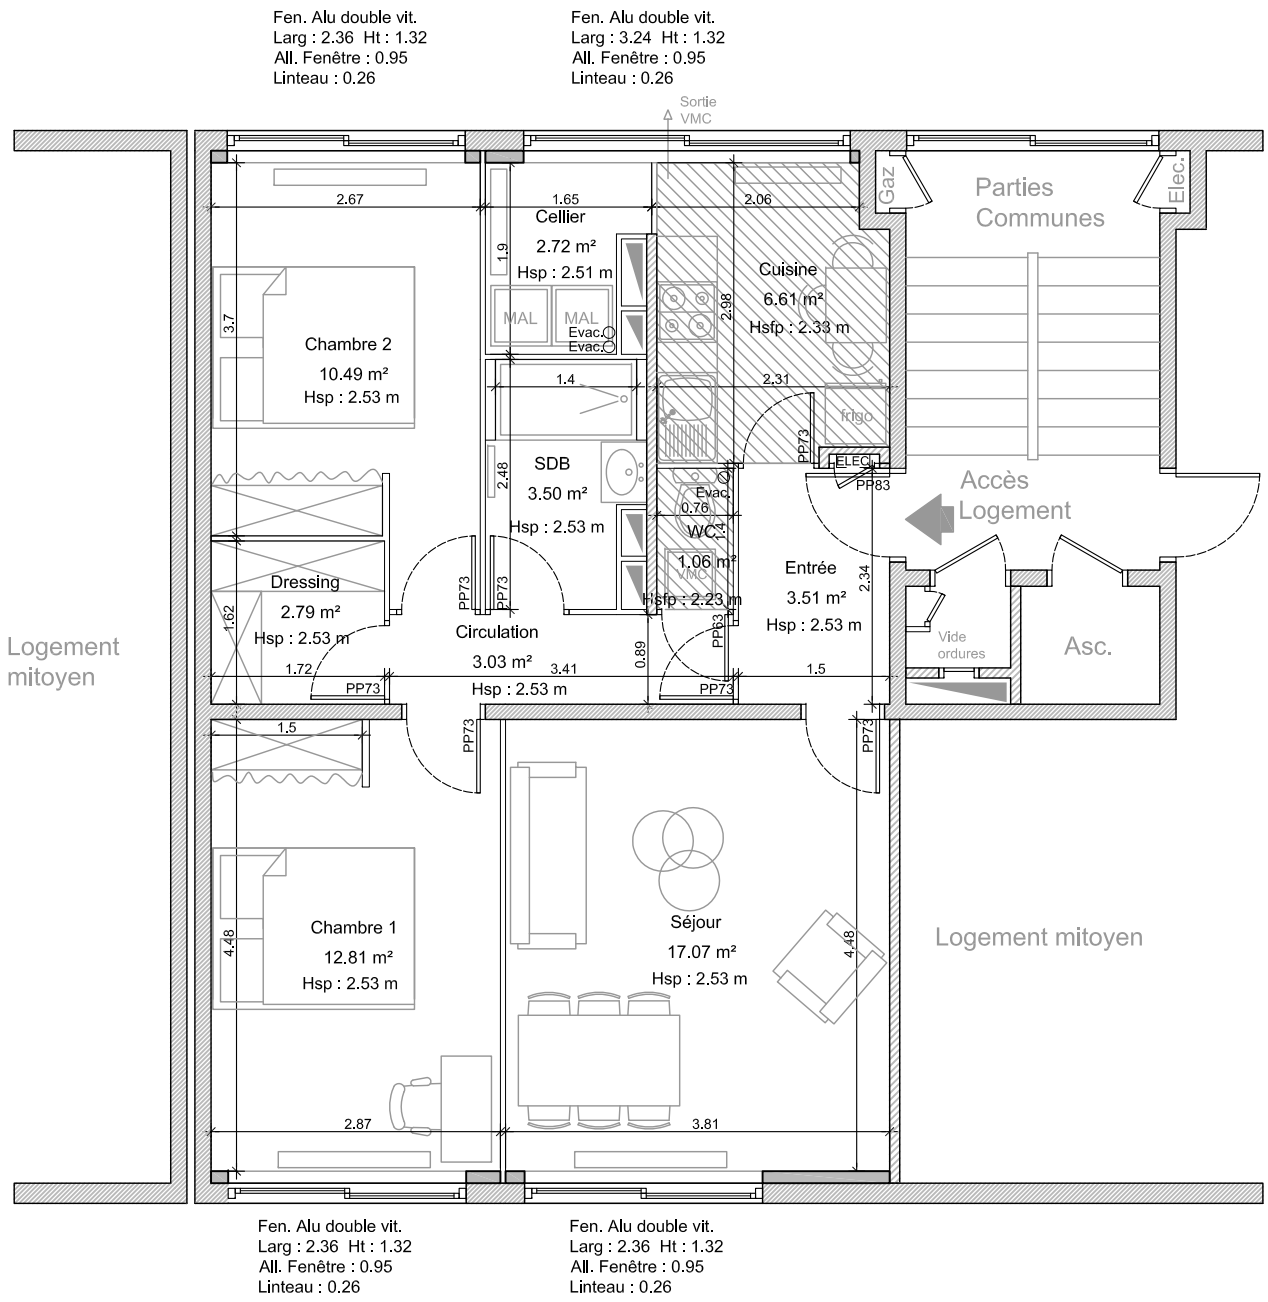 Fen. Alu double vit.
Larg : 2.36 Ht : 1.32
All. Fenêtre : 0.95
Linteau : 0.26
Fen. Alu double vit.
Larg : 3.24 Ht : 1.32
All. Fenêtre : 0.95
Linteau : 0.26
Sortie
VMC
Gaz
Elec.
Parties
Communes
2.67
1.65
2.06
Cellier
2.72 m²
Hsp : 2.51 m
1.9
MAL
MAL
Evac.
Evac.
Cuisine
6.61 m²
Hsfp : 2.33 m
2.98
2.31
frigo
PP73
3.7
Chambre 2
10.49 m²
Hsp : 2.53 m
1.4
SDB
3.50 m²
Hsp : 2.53 m
2.48
ELEC
PP83
Accès
Logement
Evac.
0.76
WC
1.4
1.06 m²
VMC
Hsfp : 2.23 m
Entrée
3.51 m²
Hsp : 2.53 m
2.34
Dressing
2.79 m²
Hsp : 2.53 m
1.62
1.72
PP73
PP73
PP73
Circulation
3.03 m²
Hsp : 2.53 m
3.41
0.89
PP63
PP73
1.5
Vide
ordures
Asc.
Logement
mitoyen
1.5
PP73
PP73
Chambre 1
12.81 m²
Hsp : 2.53 m
4.48
Séjour
17.07 m²
Hsp : 2.53 m
4.48
Logement mitoyen
2.87
3.81
Fen. Alu double vit.
Larg : 2.36 Ht : 1.32
All. Fenêtre : 0.95
Linteau : 0.26
Fen. Alu double vit.
Larg : 2.36 Ht : 1.32
All. Fenêtre : 0.95
Linteau : 0.26